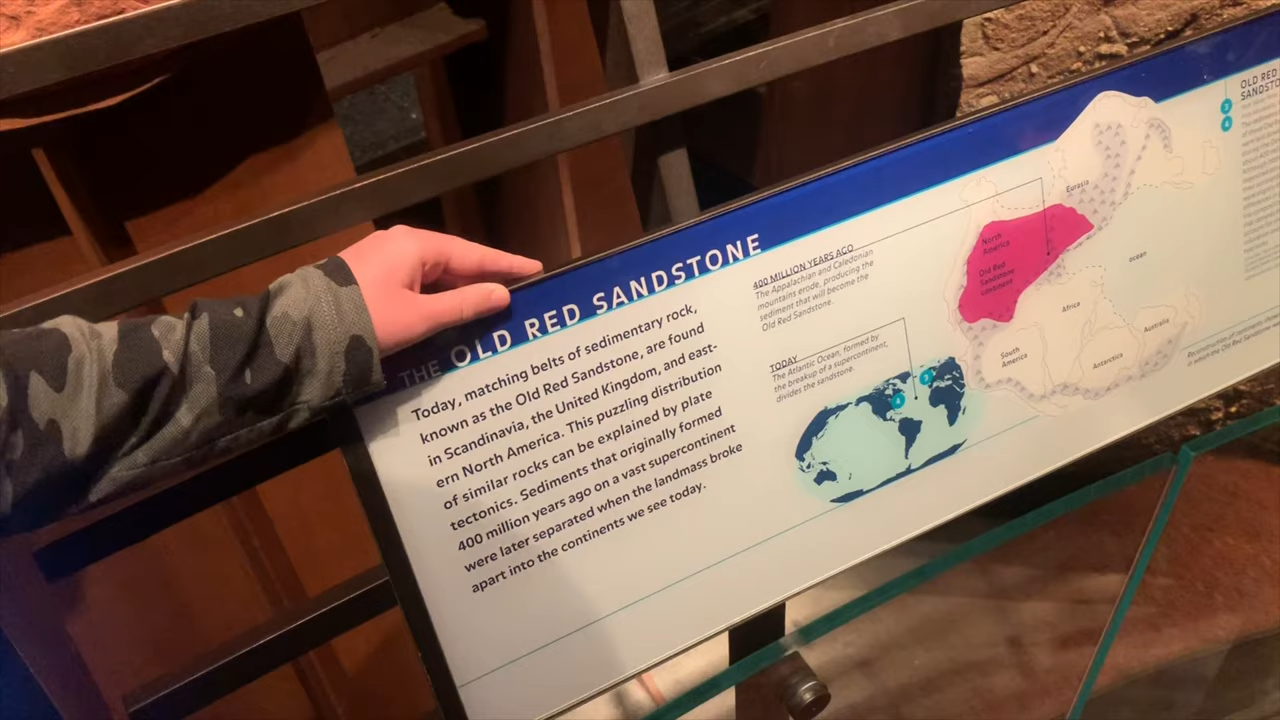 THE OLD RED SANDSTONE
Today, matching belts of sedimentary rock,
known as the Old Red Sandstone, are found
in Scandinavia, the United Kingdom, and east-
ern North America. This puzzling distribution
of similar rocks can be explained by plate
tectonics. Sediments that originally formed
400 million years ago on a vast supercontinent
were later separated when the landmass broke
apart into the continents we see today.
400 MILLION YEARS AGO
The Appalachian and Caledonian
mountains erode, producing the
sediment that will become the
Old Red Sandstone.
TODAY
The Atlantic Ocean, formed by
the breakup of a supercontinent,
divides the sandstone.
3
4
Eurasia
North
America
Old Red
Sandstone
continent
ocean
Africa
South
America
Australia
Antarctica
3
4
OLD RED